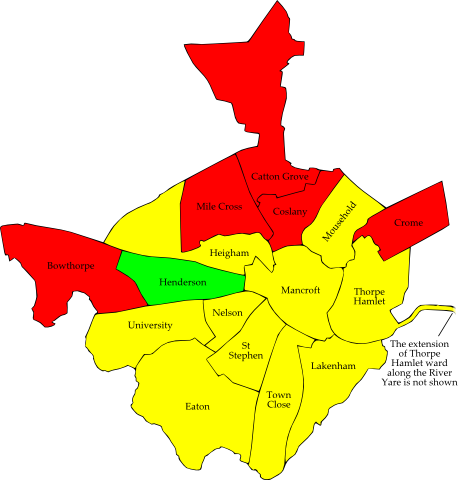 Catton Grove
Mile Cross
Coslany
Mousehold
Crome
Heigham
Bowthorpe
Henderson
Mancroft
Thorpe
Hamlet
Nelson
University
St
Stephen
The extension
of Thorpe
Hamlet ward
along the River
Yare is not shown
Lakenham
Town
Close
Eaton